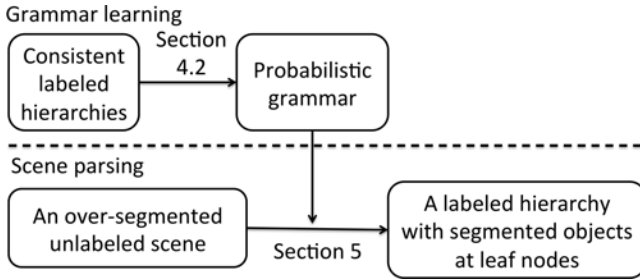 Grammar learning
Consistent
labeled
hierarchies
Section
4.2
Probabilistic
grammar
Scene parsing
An over-segmented
unlabeled scene
Section 5
A labeled hierarchy
with segmented objects
at leaf nodes